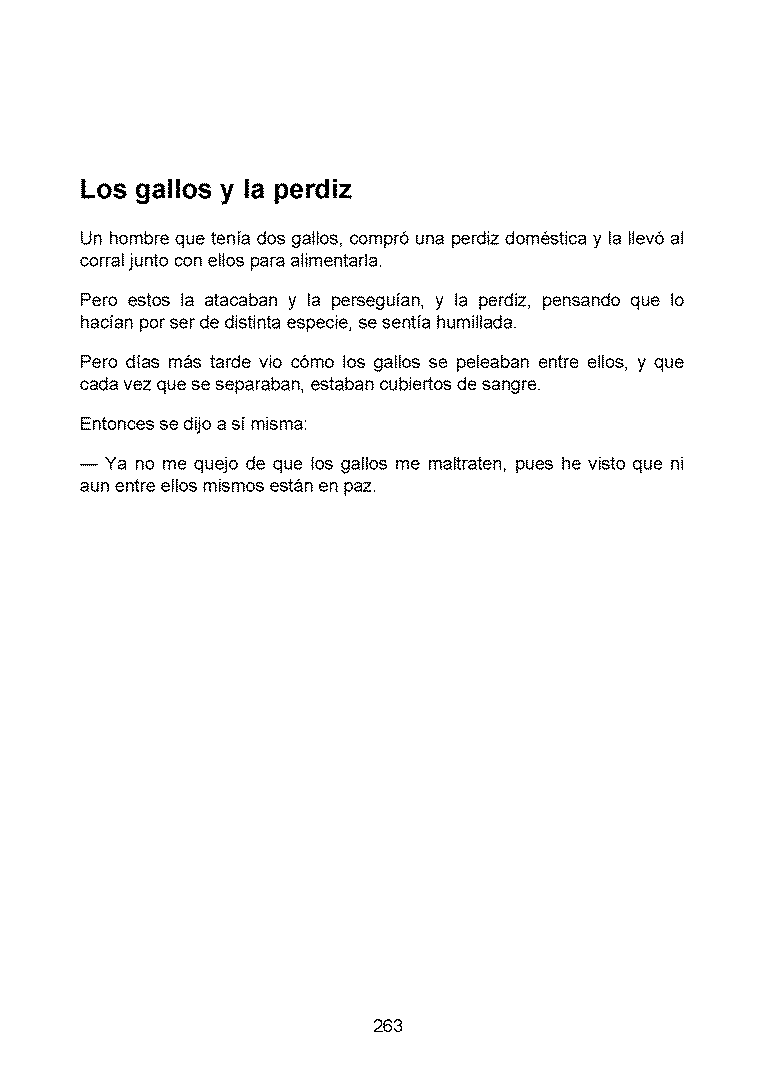 Los gallos y la perdiz
Un hombre que tenía dos gallos, compró una perdiz doméstica y la llevó al
corral junto con ellos para alimentarla.
Pero estos la atacaban y la perseguían, y la perdiz, pensando que lo
hacían por ser de distinta especie, se sentía humillada.
Pero días más tarde vio cómo los gallos se peleaban entre ellos, y que
cada vez que se separaban, estaban cubiertos de sangre.
Entonces se dijo a sí misma:
— Ya no me quejo de que los gallos me maltraten, pues he visto que ni
aun entre ellos mismos están en paz.
263